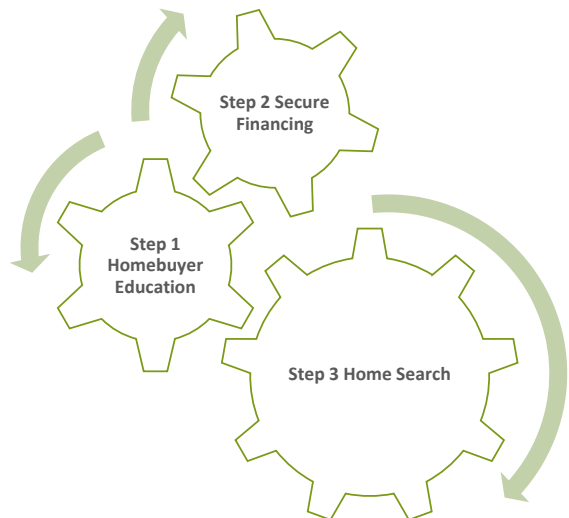 Step 2 Secure
Financing
Step 1
Homebuyer
Education
Step 3 Home Search